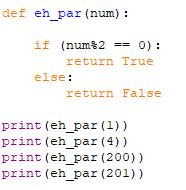 def eh_par(num):
    if (num%2 == 0):
        return True
    else:
        return False
print(eh_par(1))
print(eh_par(4))
print(eh_par(200))
print(eh_par(201))